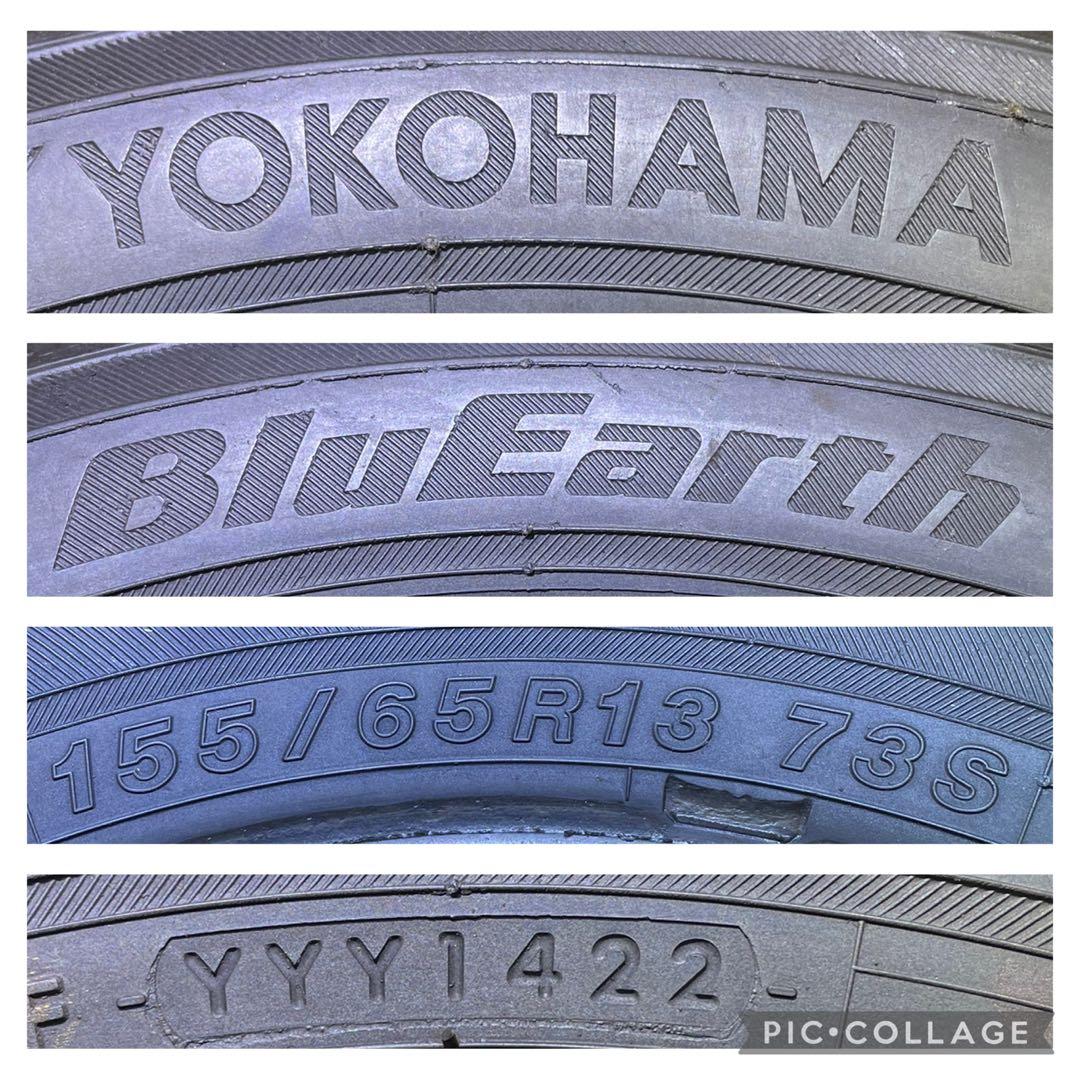 YOKOHAMA
BluEarth
155/65R13 73S
YYY1422
PIC•COLLAGE